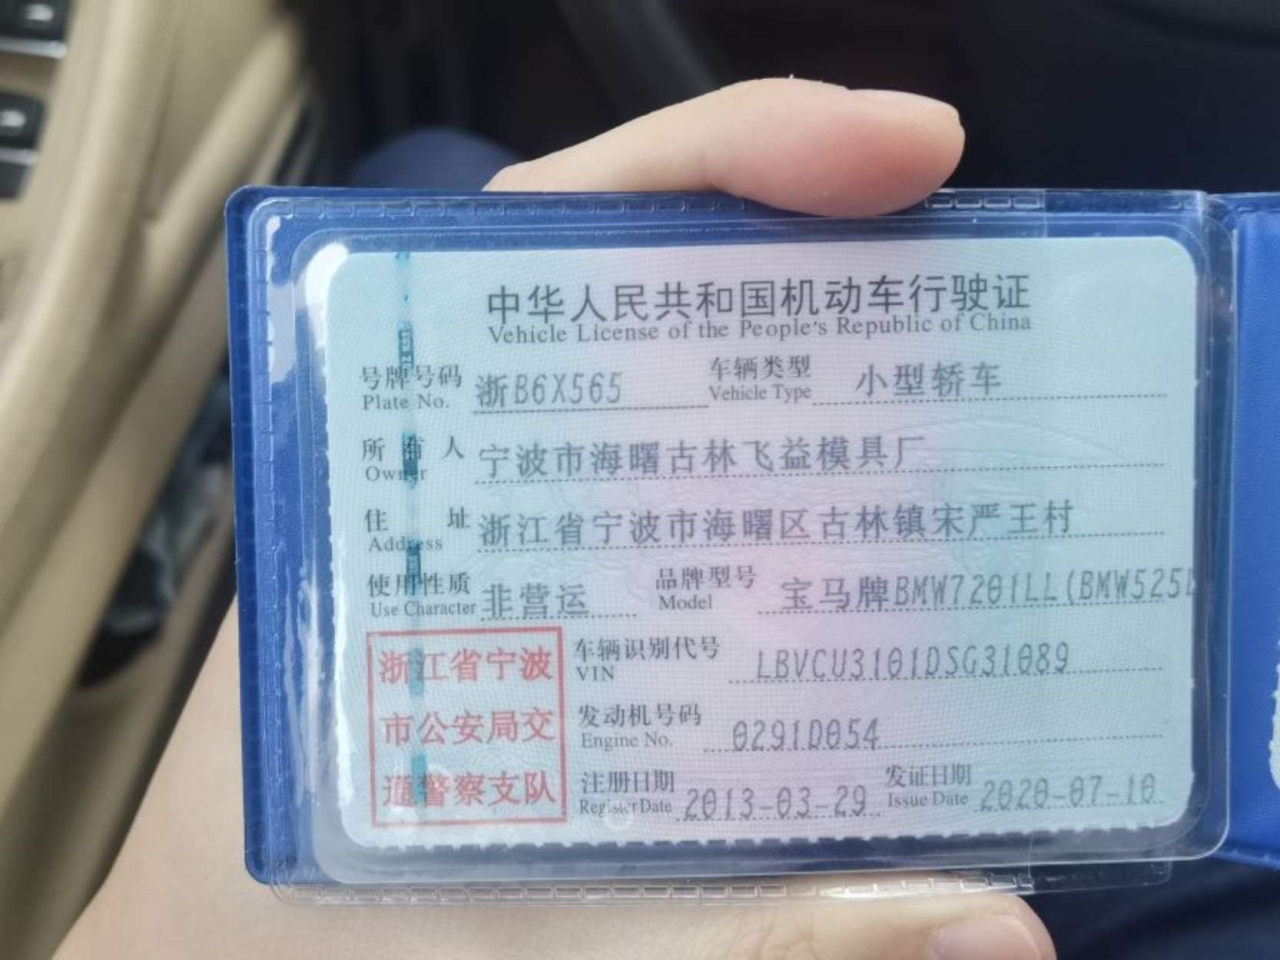 中华人民共和国机动车行驶证
Vehicle License of the People's Republic of China
号牌号码 浙B6X565 车辆类型 小型轿车
Plate No. Vehicle Type
所有人 宁波市海曙古林飞益模具厂
Owner
住址 浙江省宁波市海曙区古林镇宋严王村
Address
使用性质 非营运 品牌型号 宝马牌BMW7201LL(BMW525L
Use Character Model
浙江省宁波
市公安局交
通警察支队
车辆识别代号 LBVCU3101DSG31089
VIN
发动机号码 0291D054
Engine No.
注册日期 2013-03-29 发证日期 2020-07-10
Register Date Issue Date